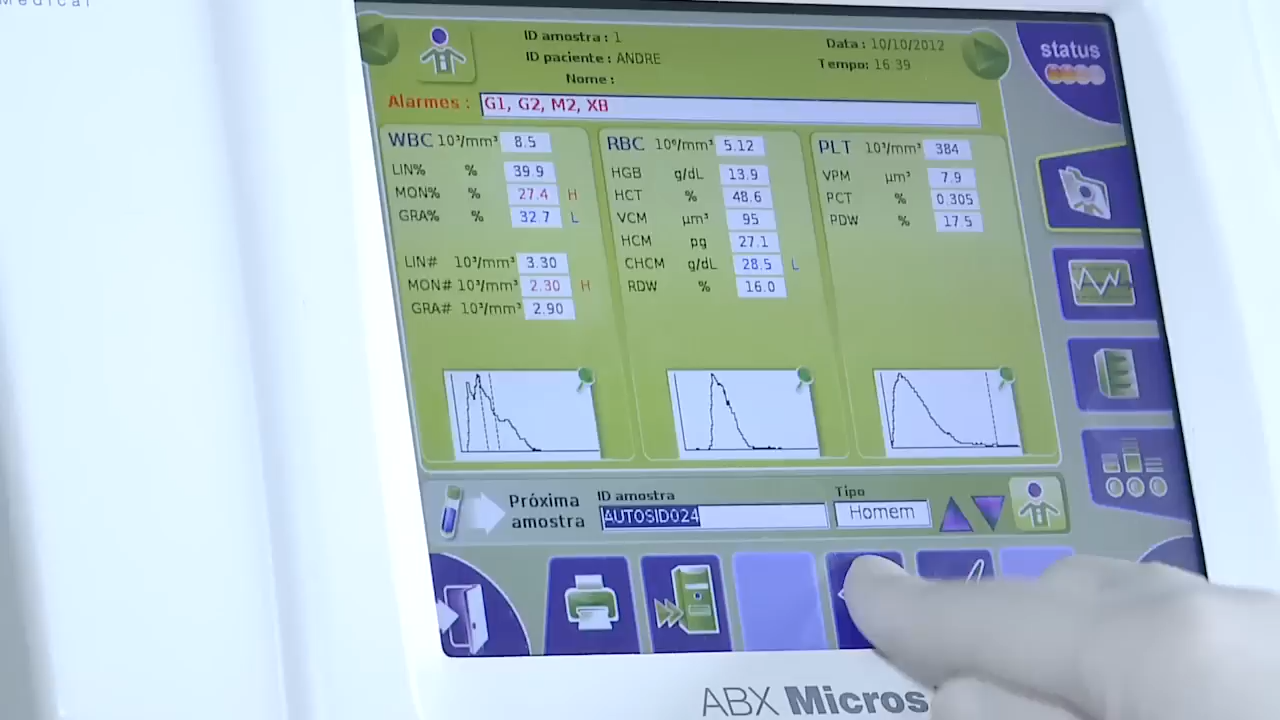 Medical
ID amostra : 1
ID paciente : ANDRE
Nome :
Data : 10/10/2012
Tempo: 16:39
status
Alarmes : G1, G2, M2, XB
WBC 10³/mm³ 8.5
LIN% % 39.9
MON% % 27.4 H
GRA% % 32.7 L
LIN# 10³/mm³ 3.30
MON# 10³/mm³ 2.30 H
GRA# 10³/mm³ 2.90
RBC 10⁶/mm³ 5.12
HGB g/dL 13.9
HCT % 48.6
VCM µm³ 95
HCM pg 27.1
CHCM g/dL 28.5 L
RDW % 16.0
PLT 10³/mm³ 384
VPM µm³ 7.9
PCT % 0.305
PDW % 17.5
Próxima
amostra
ID amostra
AUTOSID024
Tipo
Homem
ABX Micros